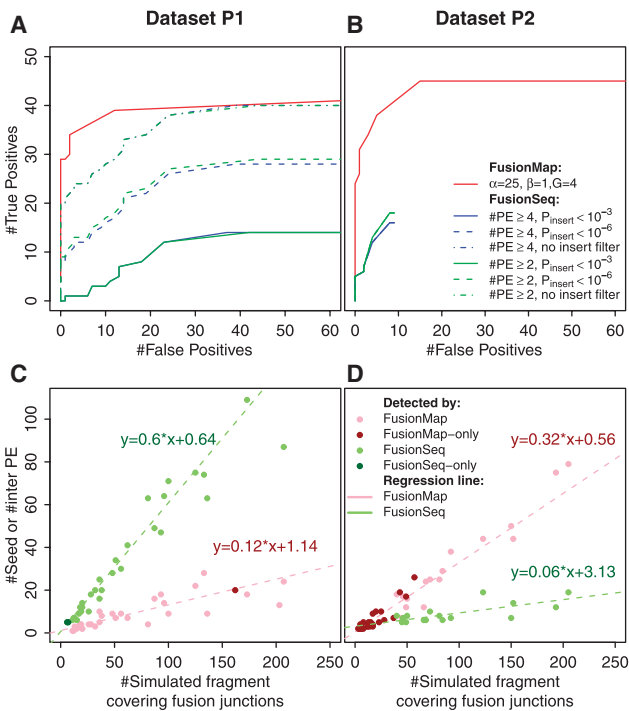 Dataset P1
Dataset P2
A
B
50
40
30
20
10
0
#True Positives
0 10 20 30 40 50 60
#False Positives
0 10 20 30 40 50 60
#False Positives
FusionMap:
α=25, β=1,G=4
FusionSeq:
#PE ≥ 4, Pinsert < 10−3
#PE ≥ 4, Pinsert < 10−6
#PE ≥ 4, no insert filter
#PE ≥ 2, Pinsert < 10−3
#PE ≥ 2, Pinsert < 10−6
#PE ≥ 2, no insert filter
C
D
100
80
60
40
20
0
#Seed or #inter PE
y=0.6*x+0.64
y=0.12*x+1.14
0 50 100 150 200 250
#Simulated fragment
covering fusion junctions
Detected by:
FusionMap
FusionMap−only
FusionSeq
FusionSeq−only
Regression line:
FusionMap
FusionSeq
y=0.32*x+0.56
y=0.06*x+3.13
0 50 100 150 200 250
#Simulated fragment
covering fusion junctions